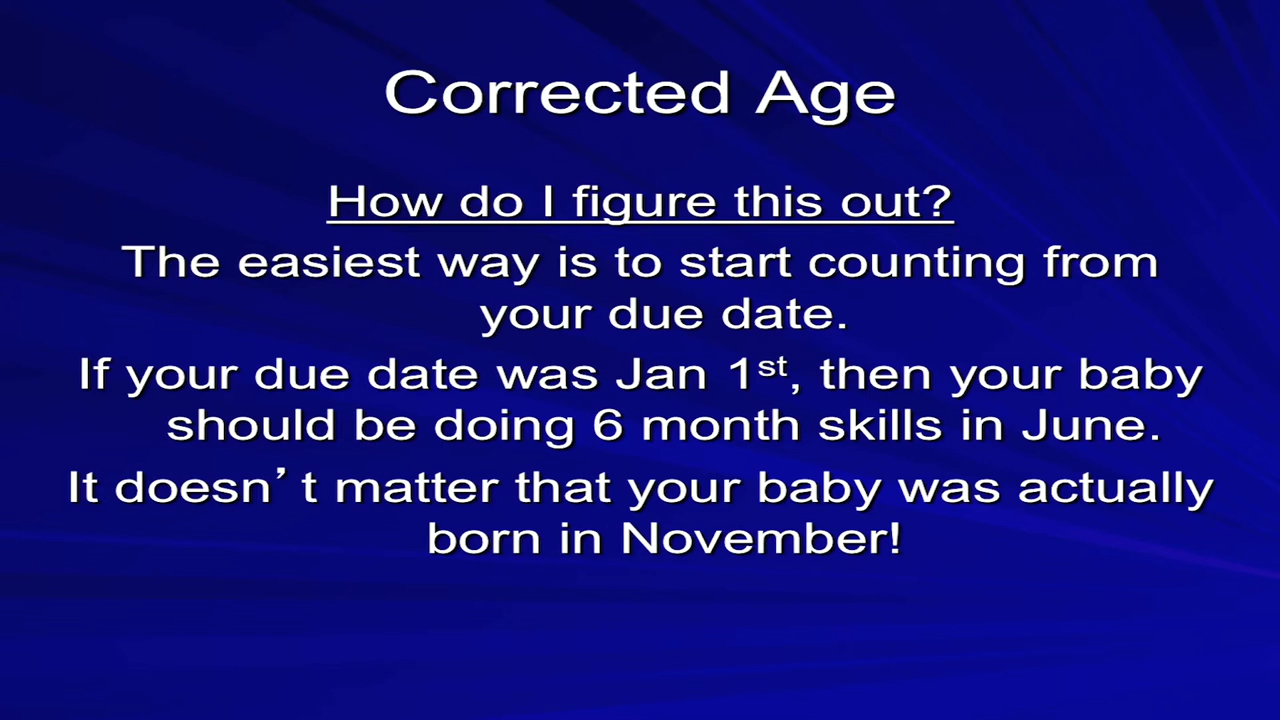 Corrected Age
How do I figure this out?
The easiest way is to start counting from
your due date.
If your due date was Jan 1st, then your baby
should be doing 6 month skills in June.
It doesn’t matter that your baby was actually
born in November!